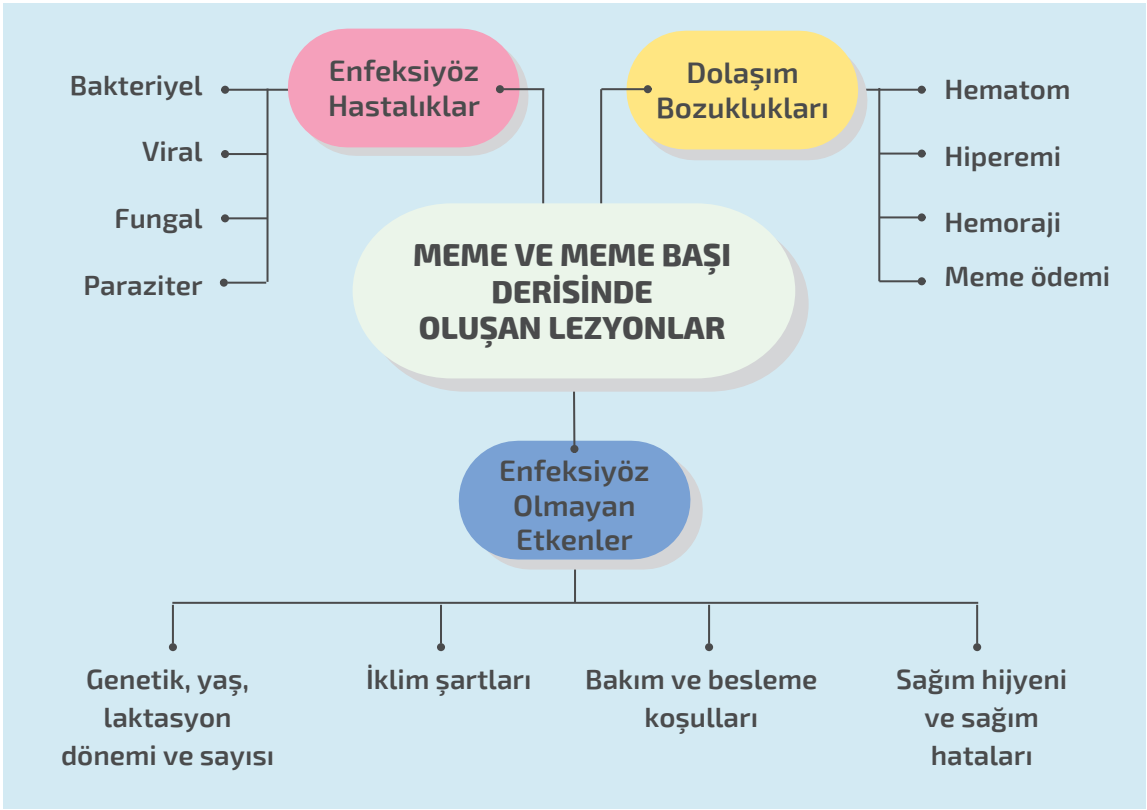 Enfeksiyöz
Hastalıklar
Bakteriyel
Viral
Fungal
Paraziter
Dolaşım
Bozuklukları
Hematom
Hiperemi
Hemoraji
Meme ödemi
MEME VE MEME BAŞI
DERİSİNDE
OLUŞAN LEZYONLAR
Enfeksiyöz
Olmayan
Etkenler
Genetik, yaş,
laktasyon
dönemi ve sayısı
İklim şartları
Bakım ve besleme
koşulları
Sağım hijyeni
ve sağım
hataları